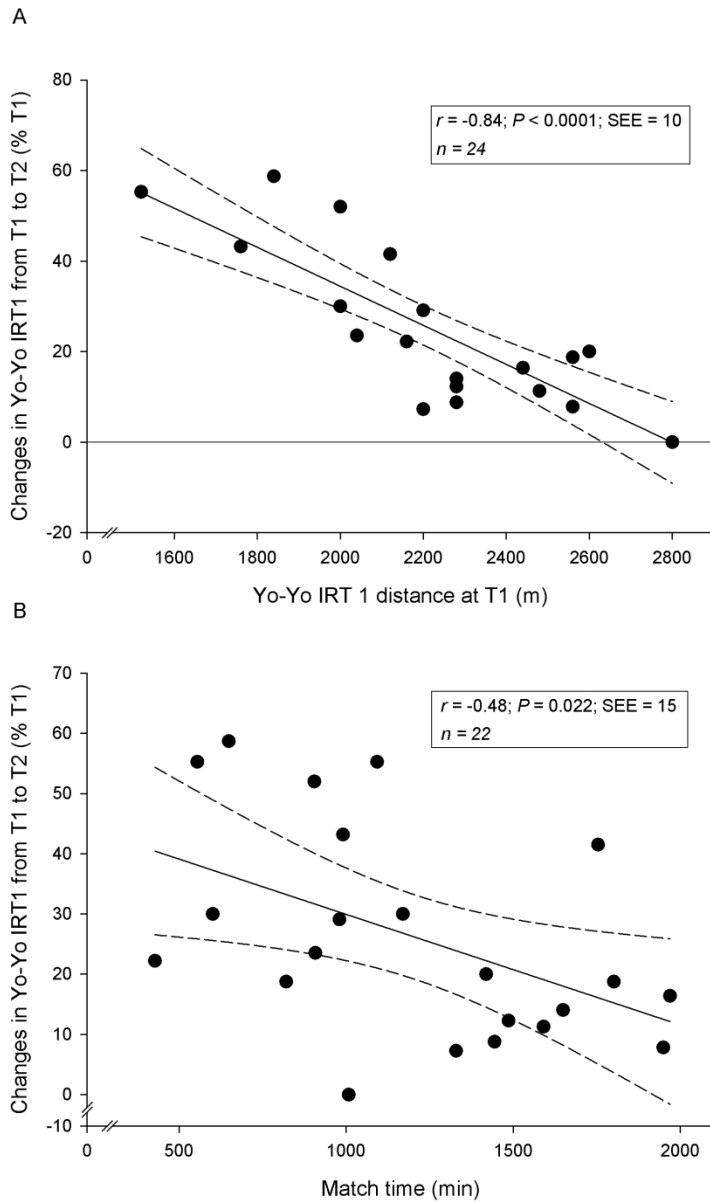 A
Changes in Yo-Yo IRT1 from T1 to T2 (% T1)
80
60
40
20
0
-20
r = -0.84; P < 0.0001; SEE = 10
n = 24
0 1600 1800 2000 2200 2400 2600 2800
Yo-Yo IRT 1 distance at T1 (m)
B
Changes in Yo-Yo IRT1 from T1 to T2 (% T1)
70
60
50
40
30
20
10
0
-10
r = -0.48; P = 0.022; SEE = 15
n = 22
0 500 1000 1500 2000
Match time (min)